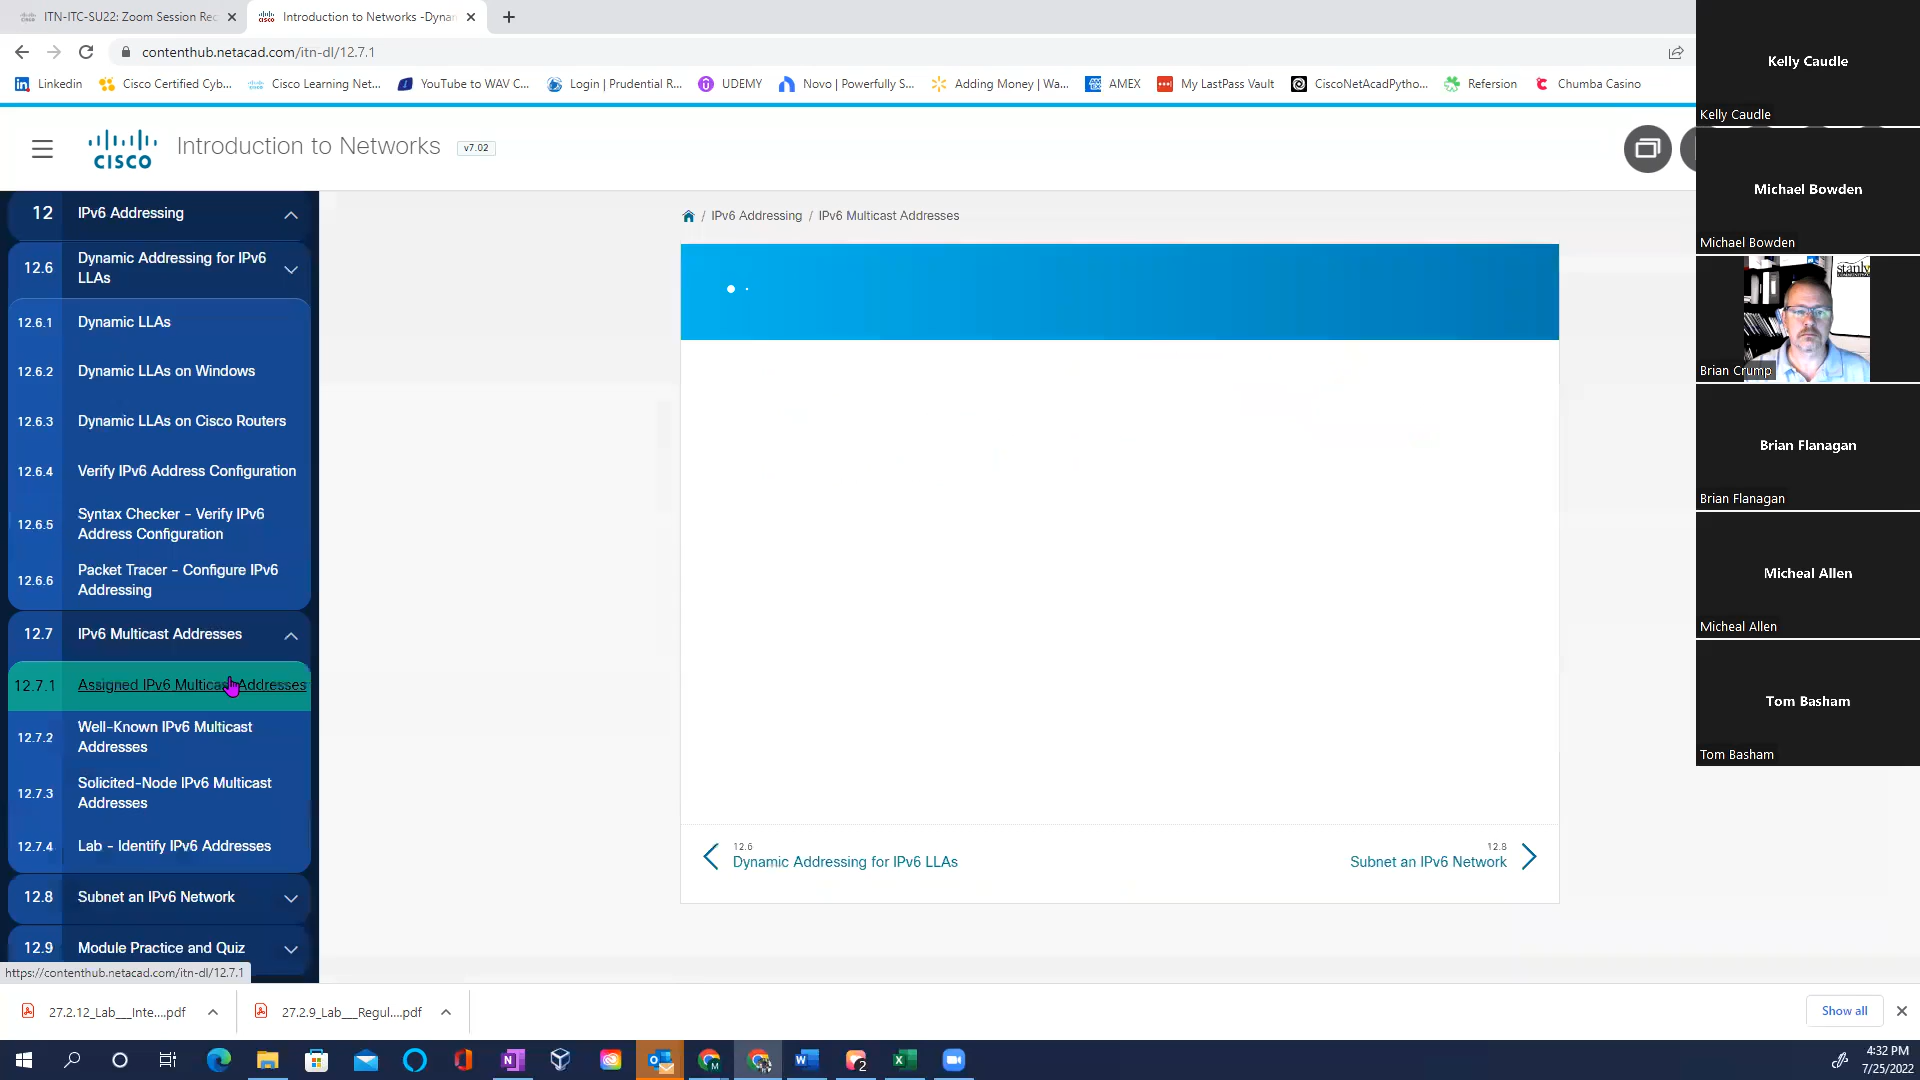 ITN-ITC-SU22: Zoom Session Rec
Introduction to Networks -Dynan
contenthub.netacad.com/itn-dl/12.7.1
Linkedin
Cisco Certified Cyb...
Cisco Learning Net...
YouTube to WAV C...
Login | Prudential R...
UDEMY
Novo | Powerfully S...
Adding Money | Wa...
AMEX
My LastPass Vault
CiscoNetAcadPytho...
Refersion
Chumba Casino
CISCO
Introduction to Networks
v7.02
12
IPv6 Addressing
12.6
Dynamic Addressing for IPv6
LLAs
12.6.1
Dynamic LLAs
12.6.2
Dynamic LLAs on Windows
12.6.3
Dynamic LLAs on Cisco Routers
12.6.4
Verify IPv6 Address Configuration
12.6.5
Syntax Checker - Verify IPv6
Address Configuration
12.6.6
Packet Tracer - Configure IPv6
Addressing
12.7
IPv6 Multicast Addresses
12.7.1
Assigned IPv6 Multicast Addresses
12.7.2
Well-Known IPv6 Multicast
Addresses
12.7.3
Solicited-Node IPv6 Multicast
Addresses
12.7.4
Lab - Identify IPv6 Addresses
12.8
Subnet an IPv6 Network
12.9
Module Practice and Quiz
https://contenthub.netacad.com/itn-dl/12.7.1
/ IPv6 Addressing / IPv6 Multicast Addresses
12.6
Dynamic Addressing for IPv6 LLAs
12.8
Subnet an IPv6 Network
Kelly Caudle
Kelly Caudle
Michael Bowden
Michael Bowden
stanly
Brian Crump
Brian Flanagan
Brian Flanagan
Micheal Allen
Micheal Allen
Tom Basham
Tom Basham
27.2.12_Lab___Inte....pdf
27.2.9_Lab___Regul....pdf
Show all
2
4:32 PM
7/25/2022